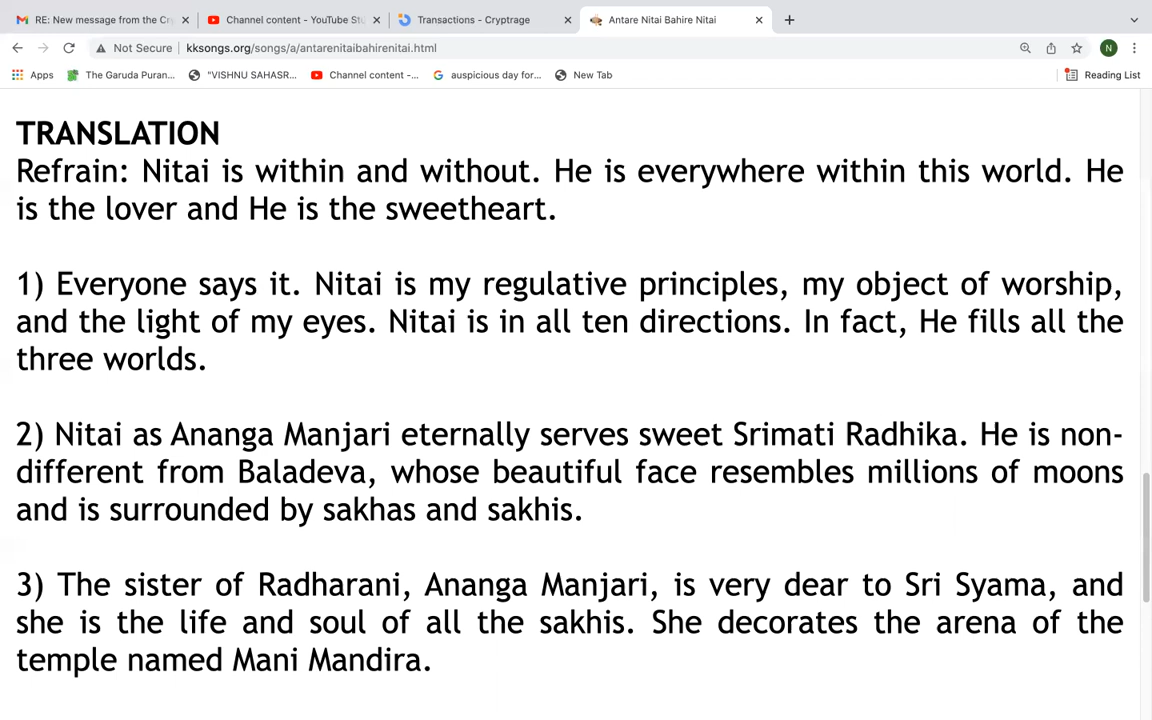 RE: New message from the Cr
Channel content - YouTube Stu
Transactions - Cryptrage
Antare Nitai Bahire Nitai
Not Secure | kksongs.org/songs/a/antarenitaibahirenitai.html
N
Apps
The Garuda Puran...
"VISHNU SAHASR...
Channel content -...
auspicious day for...
New Tab
Reading List
TRANSLATION
Refrain: Nitai is within and without. He is everywhere within this world. He
is the lover and He is the sweetheart.
1) Everyone says it. Nitai is my regulative principles, my object of worship,
and the light of my eyes. Nitai is in all ten directions. In fact, He fills all the
three worlds.
2) Nitai as Ananga Manjari eternally serves sweet Srimati Radhika. He is non-
different from Baladeva, whose beautiful face resembles millions of moons
and is surrounded by sakhas and sakhis.
3) The sister of Radharani, Ananga Manjari, is very dear to Sri Syama, and
she is the life and soul of all the sakhis. She decorates the arena of the
temple named Mani Mandira.